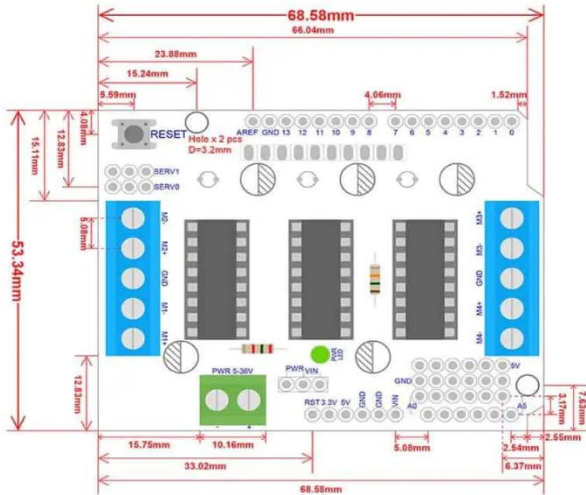 68.58mm
66.04mm
23.88mm
15.24mm
5.59mm
4.06mm
1.52mm
4.08mm
12.83mm
15.11mm
53.34mm
RESET
Hole x 2 pcs
D=3.2mm
AREF GND 13 12 11 10 9 8 7 6 5 4 3 2 1 0
SERV1
SERV0
5.08mm
M2-
M2+
GND
M1-
M1+
M3+
M3-
GND
M4+
M4-
12.83mm
PWR 5-36V
- +
PWR
LED
PWR VIN
5V
GND
RST 3.3V 5V GND GND VIN A0 A5
3.17mm
7.63mm
2.55mm
15.75mm
10.16mm
5.08mm
2.54mm
33.02mm
6.37mm
68.58mm